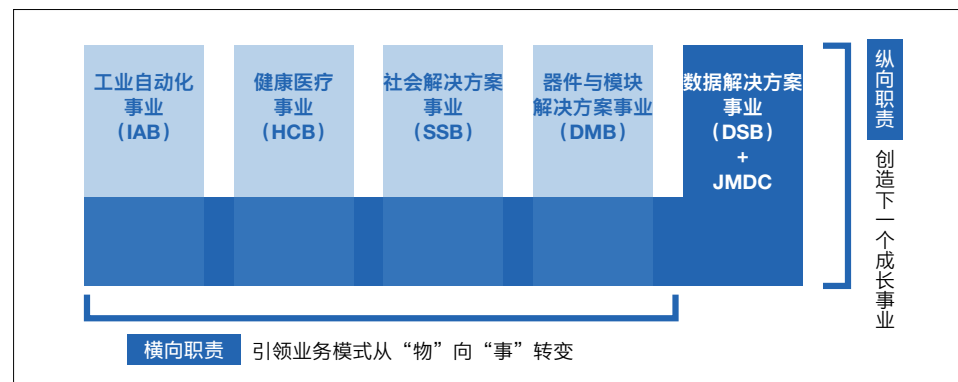 工业自动化
事业
（IAB）
健康医疗
事业
（HCB）
社会解决方案
事业
（SSB）
器件与模块
解决方案事业
（DMB）
数据解决方案
事业
（DSB）
+
JMDC
纵向职责
创造下一个成长事业
横向职责 引领业务模式从“物”向“事”转变